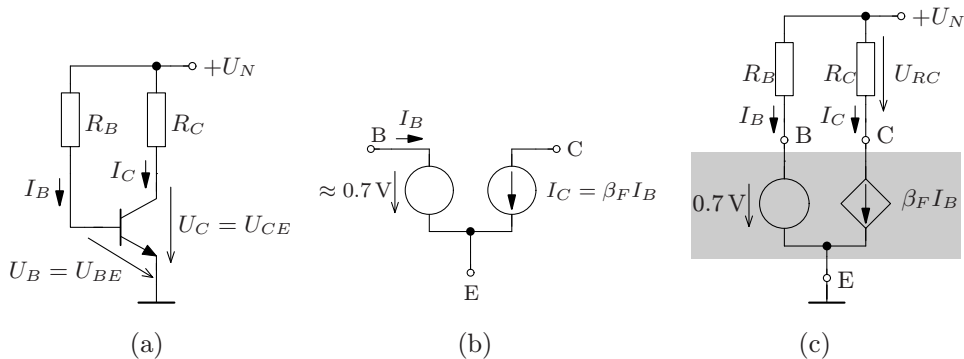 +U_N
R_B
R_C
I_C
I_B
U_C = U_CE
U_B = U_BE
(a)
I_B
B
C
≈ 0.7 V
I_C = β_F I_B
E
(b)
+U_N
R_B
R_C
U_RC
I_B
I_C
B
C
0.7 V
β_F I_B
E
(c)